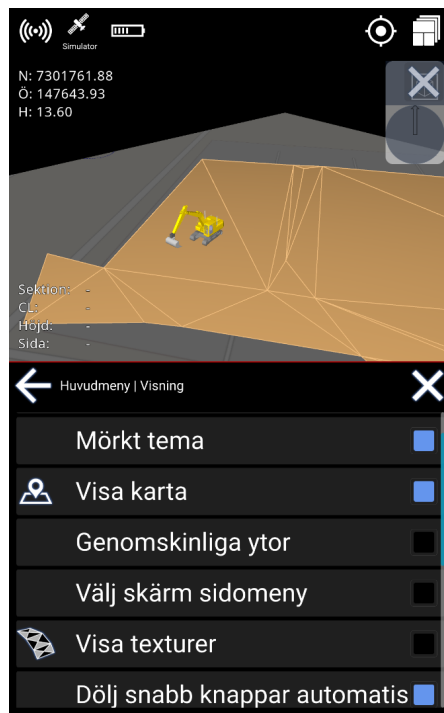 Simulator
N: 7301761.88
Ö: 147643.93
H: 13.60
Sektion: -
CL: -
Höjd: -
Sida: -
Huvudmeny | Visning
Mörkt tema
Visa karta
Genomskinliga ytor
Välj skärm sidomeny
Visa texturer
Dölj snabb knappar automatis